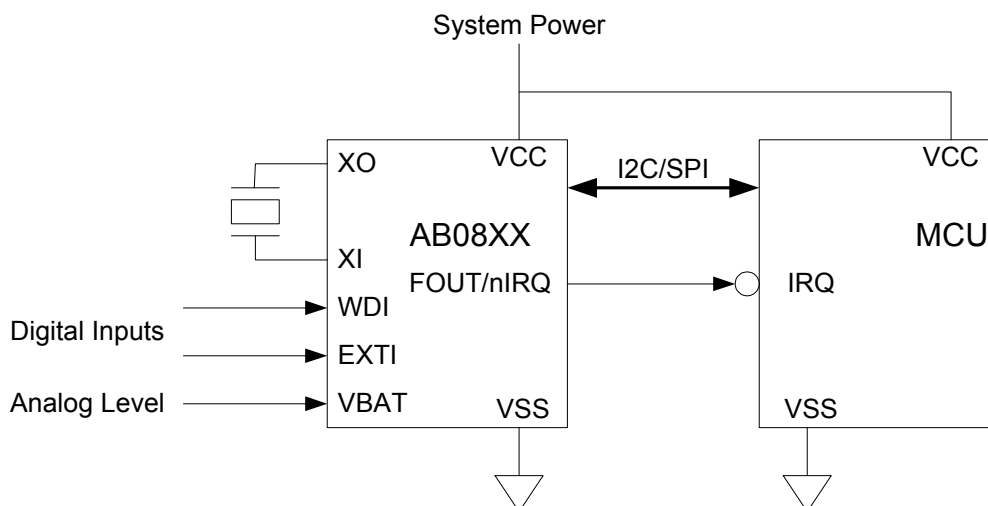 System Power
XO
VCC
I2C/SPI
VCC
AB08XX
MCU
XI
FOUT/nIRQ
IRQ
WDI
Digital Inputs
EXTI
Analog Level
VBAT
VSS
VSS